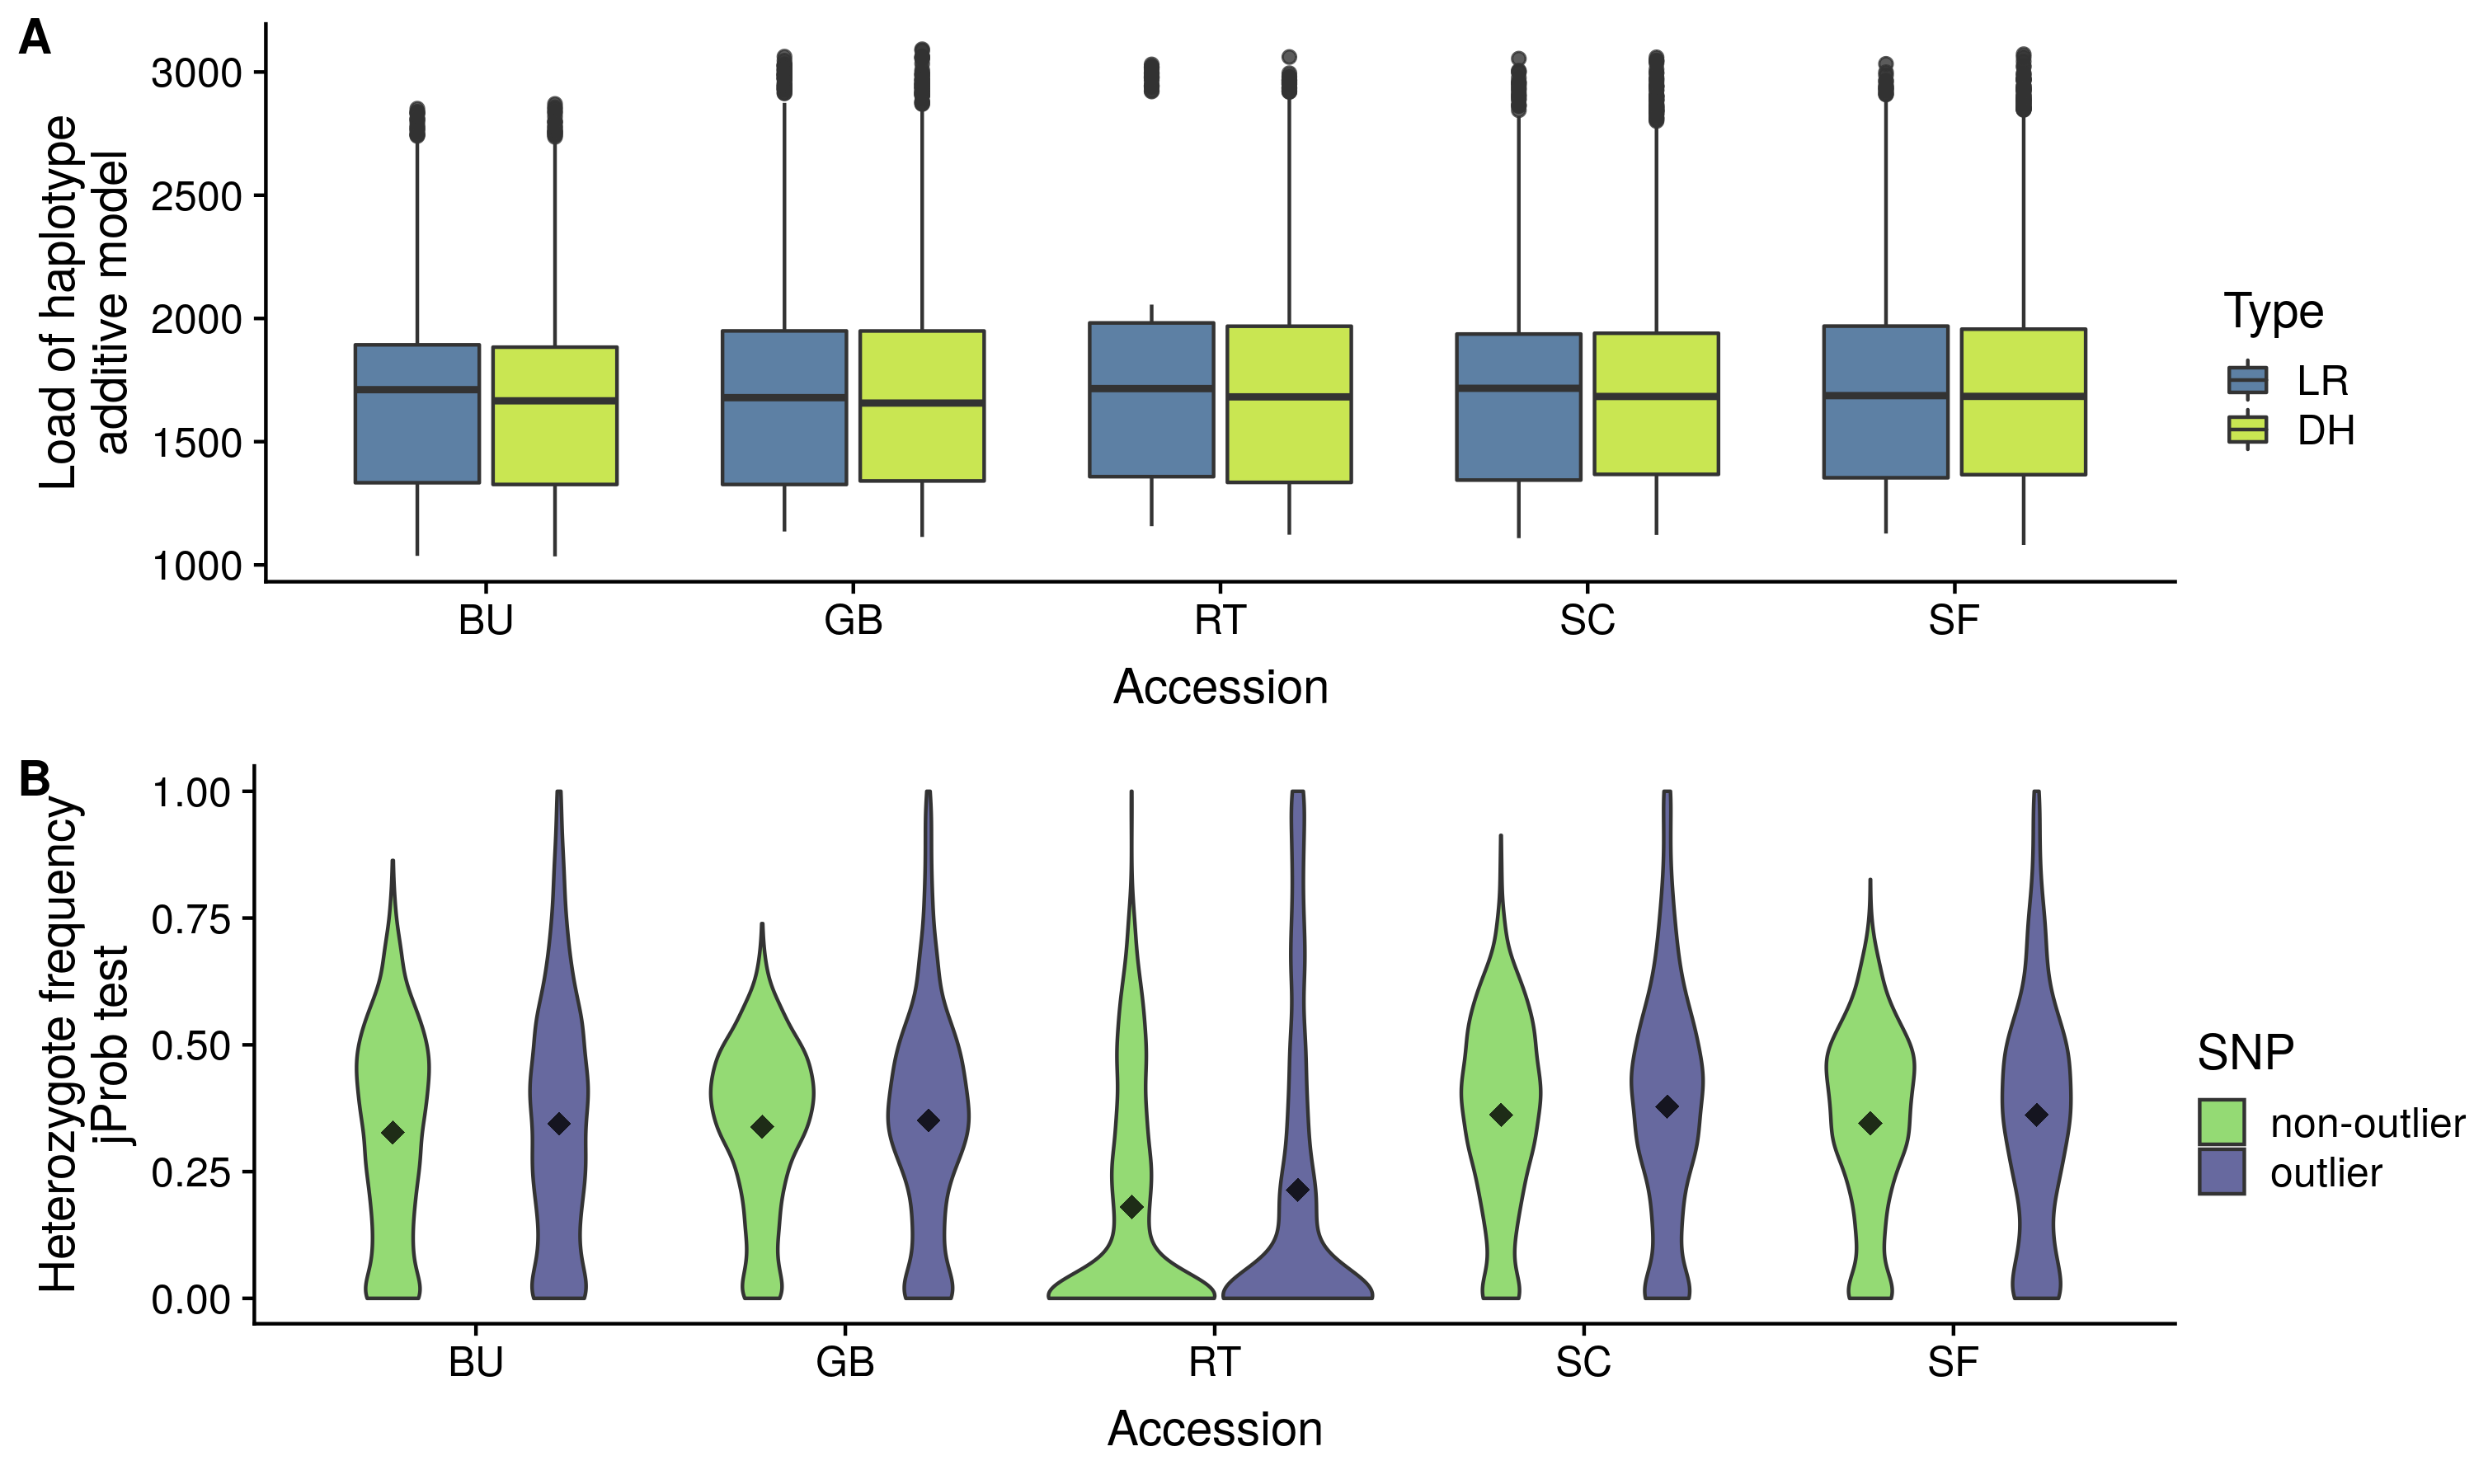 A
Load of haplotype
additive model
3000
2500
2000
1500
1000
BU GB RT SC SF
Accession
Type
LR
DH
B
Heterozygote frequency
jProb test
1.00
0.75
0.50
0.25
0.00
BU GB RT SC SF
Accession
SNP
non-outlier
outlier